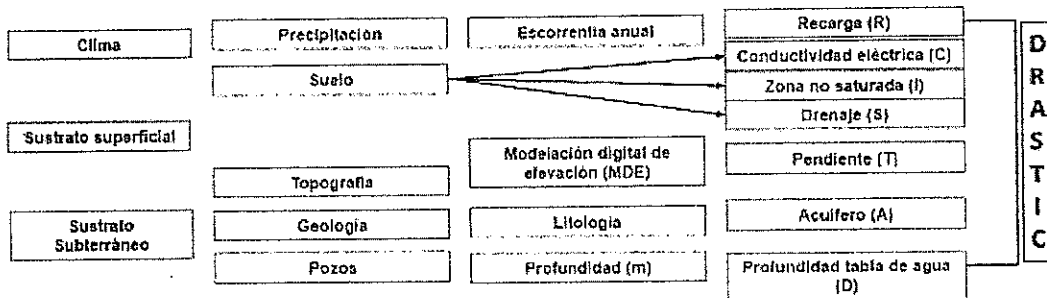 Clima
Precipitación
Escorrentia anual
Recarga (R)
Conductividad eléctrica (C)
Suelo
Zona no saturada (I)
Drenaje (S)
Sustrato superficial
Modelación digital de
elevación (MDE)
Pendiente (T)
Topografía
Sustrato
Subterráneo
Geología
Litología
Acuífero (A)
Pozos
Profundidad (m)
Profundidad tabla de agua
(D)
D
R
A
S
T
I
C